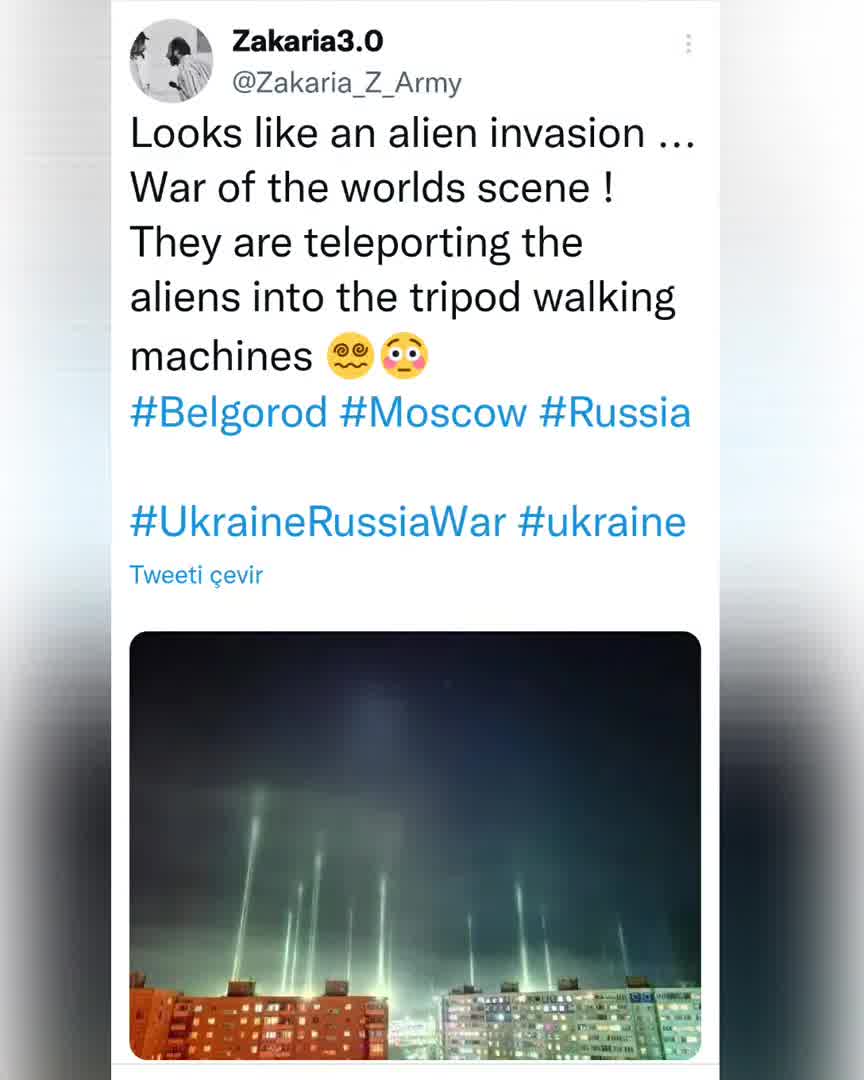 Zakaria3.0
@Zakaria_Z_Army
Looks like an alien invasion ...
War of the worlds scene !
They are teleporting the
aliens into the tripod walking
machines 😵‍💫😳
#Belgorod #Moscow #Russia
#UkraineRussiaWar #ukraine
Tweeti çevir